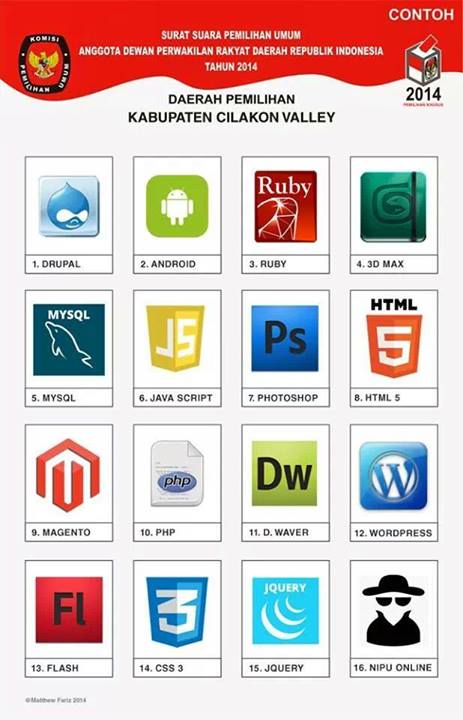 CONTOH
KOMISI
PEMILIHAN UMUM
SURAT SUARA PEMILIHAN UMUM
ANGGOTA DEWAN PERWAKILAN RAKYAT DAERAH REPUBLIK INDONESIA
TAHUN 2014
2014
PEMILIHAN KHUSUS
DAERAH PEMILIHAN
KABUPATEN CILAKON VALLEY
Ruby
1. DRUPAL
2. ANDROID
3. RUBY
4. 3D MAX
MYSQL
JS
Ps
HTML
5
5. MYSQL
6. JAVA SCRIPT
7. PHOTOSHOP
8. HTML 5
php
Dw
W
9. MAGENTO
10. PHP
11. D. WAVER
12. WORDPRESS
Fl
3
JQUERY
13. FLASH
14. CSS 3
15. JQUERY
16. NIPU ONLINE
@Matthew Fariz 2014